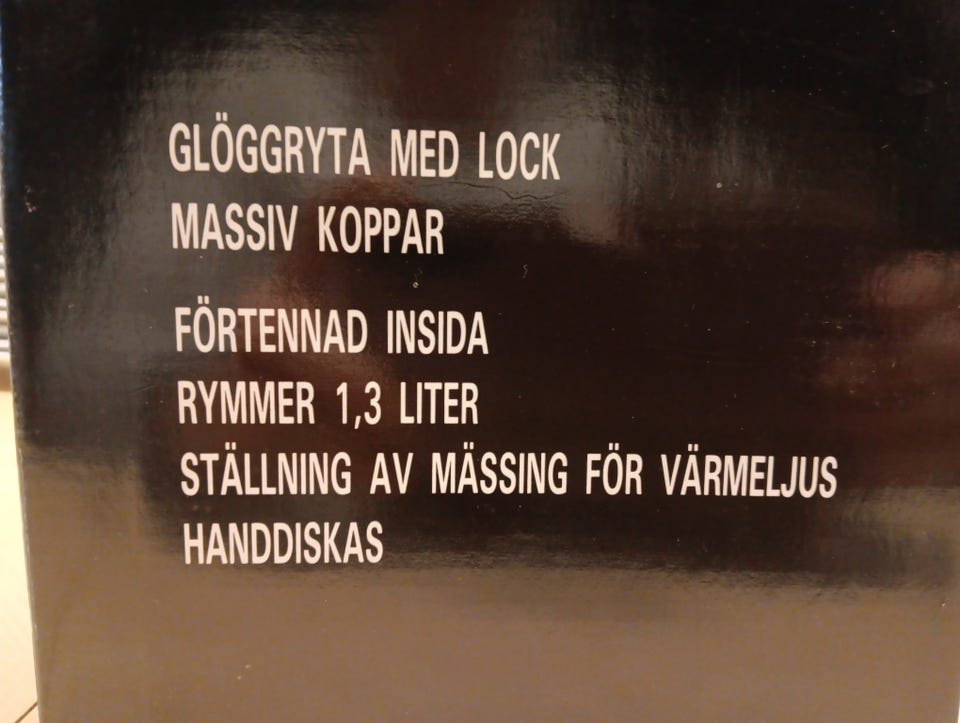 GLÖGGRYTA MED LOCK
MASSIV KOPPAR
FÖRTENNAD INSIDA
RYMMER 1,3 LITER
STÄLLNING AV MÄSSING FÖR VÄRMELJUS
HANDDISKAS